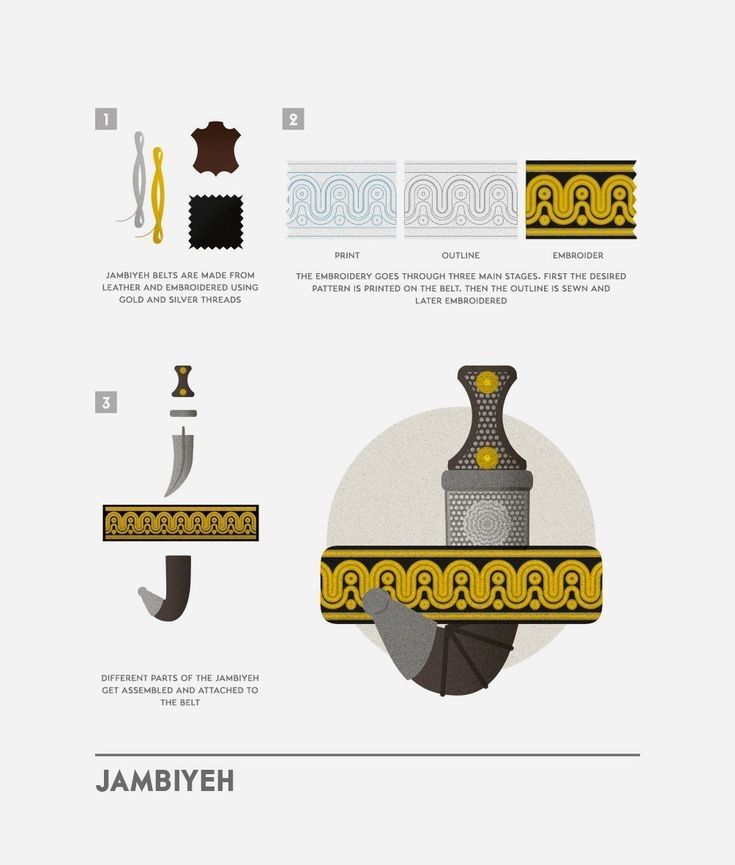 1
JAMBIYEH BELTS ARE MADE FROM
LEATHER AND EMBROIDERED USING
GOLD AND SILVER THREADS
2
PRINT
OUTLINE
EMBROIDER
THE EMBROIDERY GOES THROUGH THREE MAIN STAGES. FIRST THE DESIRED
PATTERN IS PRINTED ON THE BELT. THEN THE OUTLINE IS SEWN AND
LATER EMBROIDERED
3
DIFFERENT PARTS OF THE JAMBIYEH
GET ASSEMBLED AND ATTACHED TO
THE BELT
JAMBIYEH